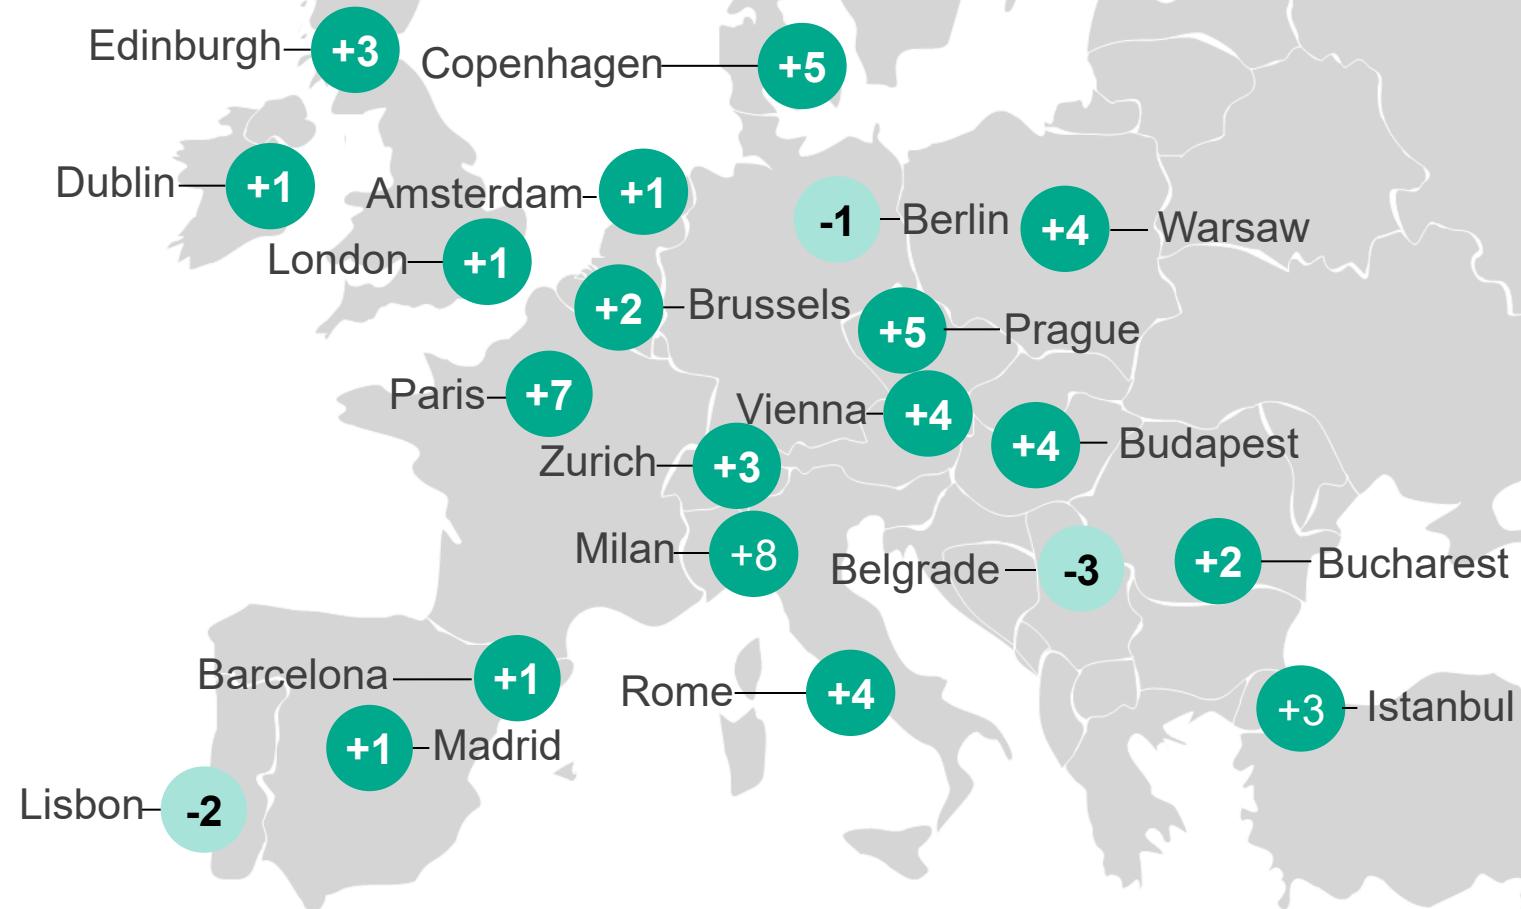 Edinburgh +3
Copenhagen +5
Dublin +1
Amsterdam +1
-1 Berlin
+4 Warsaw
London +1
+2 Brussels
+5 Prague
Paris +7
Vienna +4
+4 Budapest
Zurich +3
Milan +8
Belgrade -3
+2 Bucharest
Barcelona +1
Rome +4
+3 Istanbul
+1 Madrid
Lisbon -2